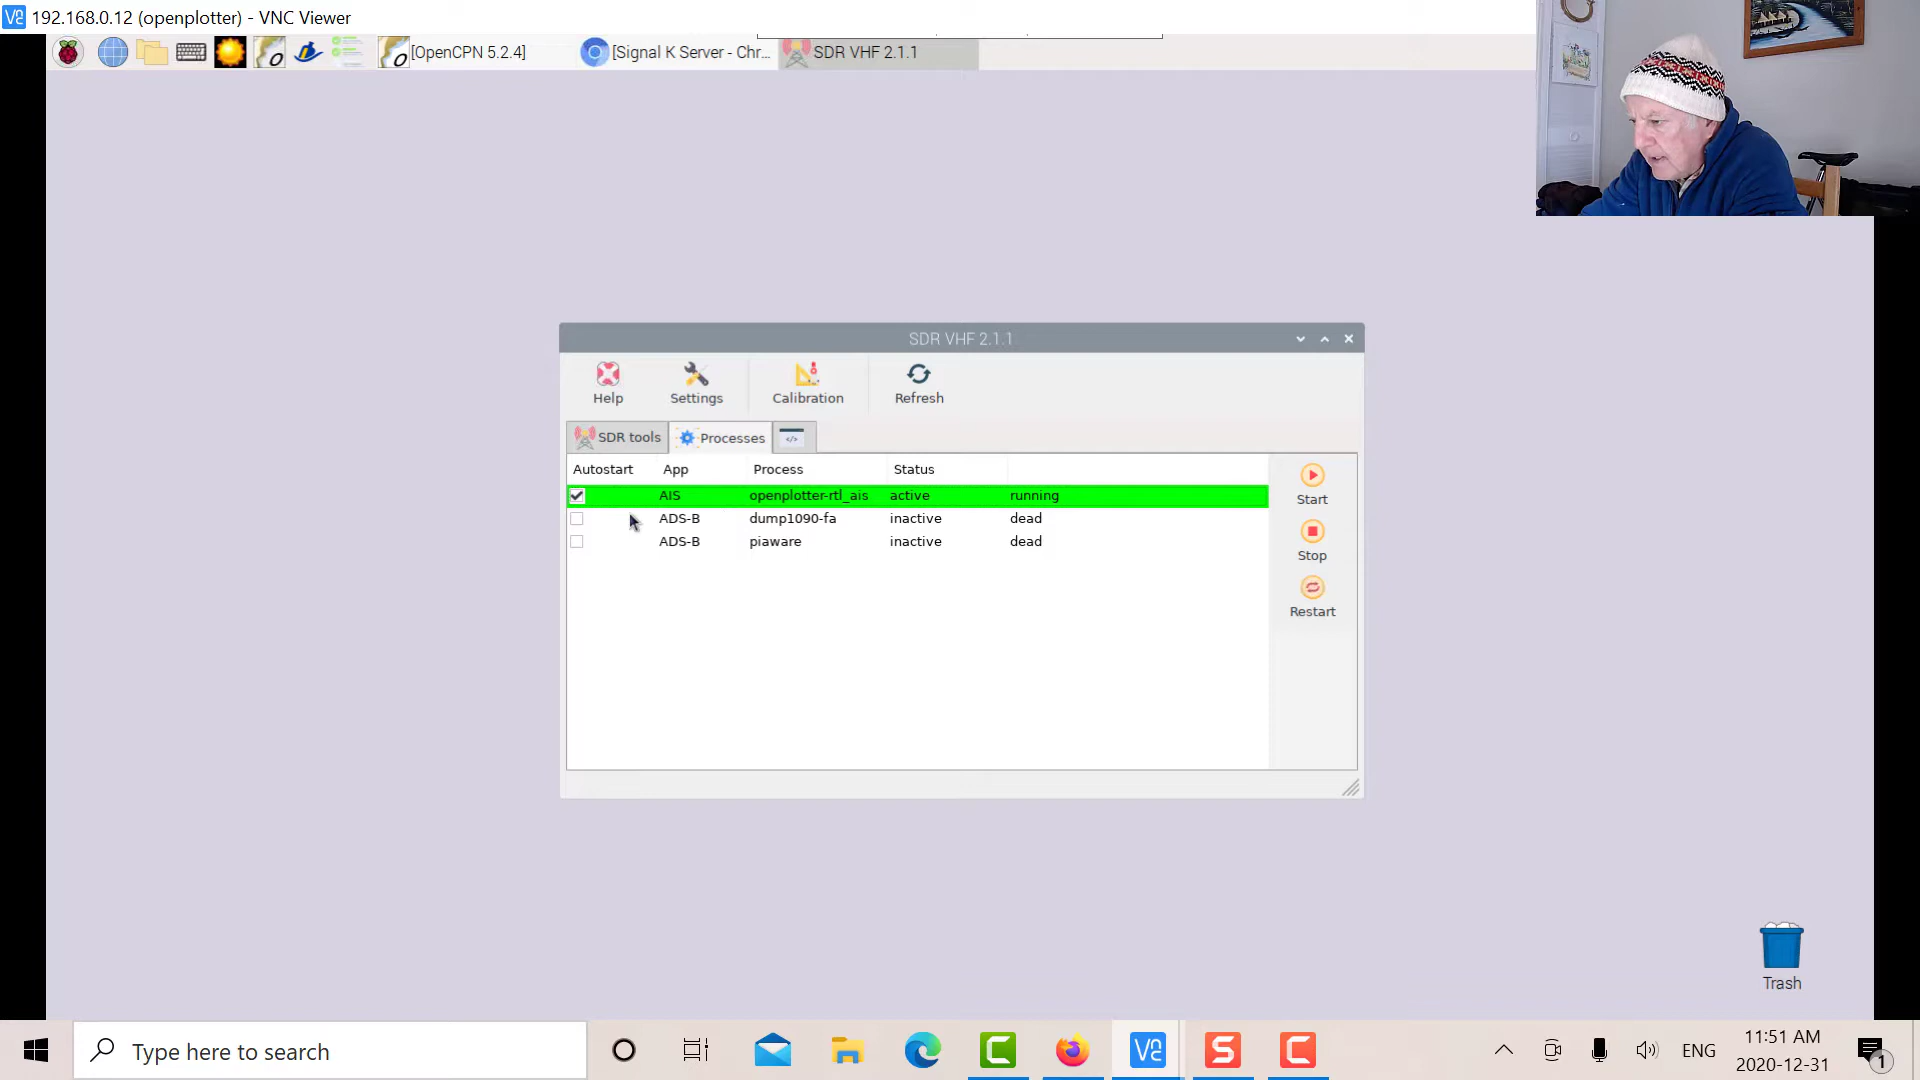 192.168.0.12 (openplotter) - VNC Viewer
[OpenCPN 5.2.4]
[Signal K Server - Chr...
SDR VHF 2.1.1
SDR VHF 2.1.1
Help
Settings
Calibration
Refresh
SDR tools
Processes
Autostart App Process Status
AIS openplotter-rtl_ais active running
ADS-B dump1090-fa inactive dead
ADS-B piaware inactive dead
Start
Stop
Restart
Trash
Type here to search
ENG
11:51 AM
2020-12-31
1